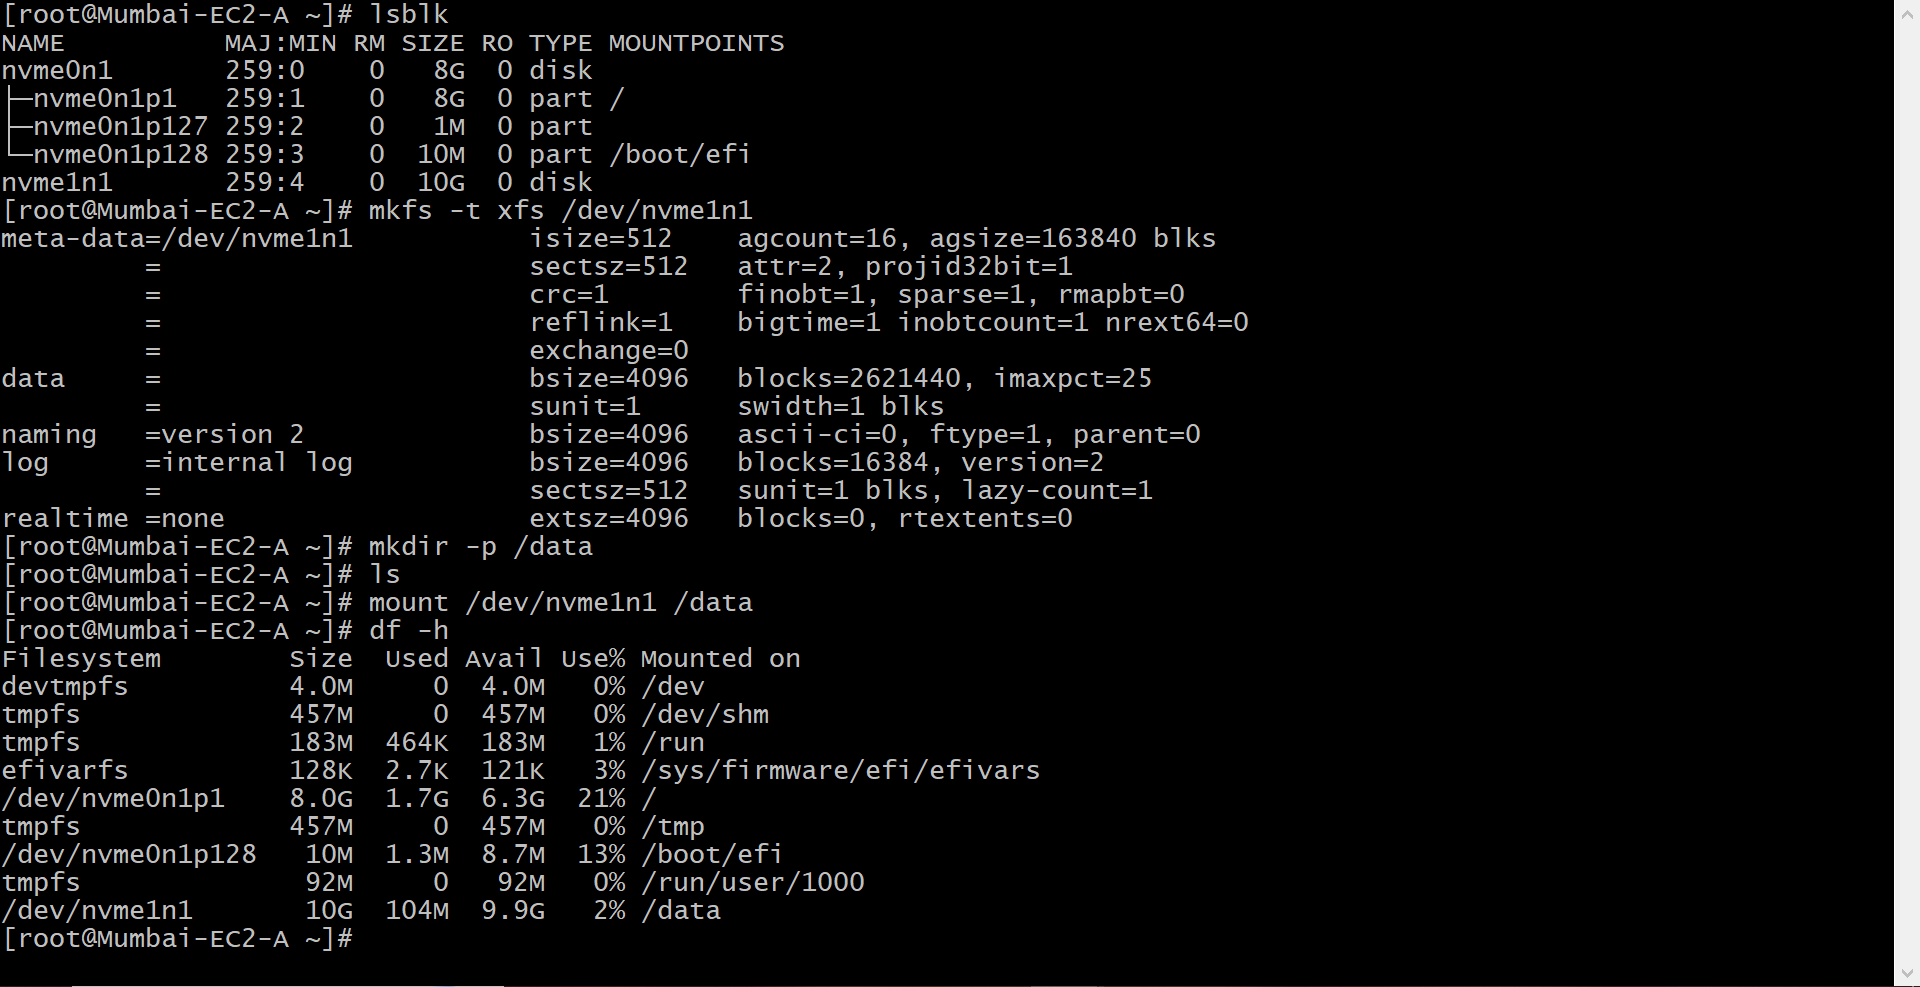 [root@Mumbai-EC2-A ~]# lsblk
NAME          MAJ:MIN RM SIZE RO TYPE MOUNTPOINTS
nvme0n1       259:0    0   8G  0 disk
├─nvme0n1p1   259:1    0   8G  0 part /
├─nvme0n1p127 259:2    0   1M  0 part
└─nvme0n1p128 259:3    0  10M  0 part /boot/efi
nvme1n1       259:4    0  10G  0 disk
[root@Mumbai-EC2-A ~]# mkfs -t xfs /dev/nvme1n1
meta-data=/dev/nvme1n1           isize=512    agcount=16, agsize=163840 blks
         =                       sectsz=512   attr=2, projid32bit=1
         =                       crc=1        finobt=1, sparse=1, rmapbt=0
         =                       reflink=1    bigtime=1 inobtcount=1 nrext64=0
         =                       exchange=0
data     =                       bsize=4096   blocks=2621440, imaxpct=25
         =                       sunit=1      swidth=1 blks
naming   =version 2              bsize=4096   ascii-ci=0, ftype=1, parent=0
log      =internal log           bsize=4096   blocks=16384, version=2
         =                       sectsz=512   sunit=1 blks, lazy-count=1
realtime =none                   extsz=4096   blocks=0, rtextents=0
[root@Mumbai-EC2-A ~]# mkdir -p /data
[root@Mumbai-EC2-A ~]# ls
[root@Mumbai-EC2-A ~]# mount /dev/nvme1n1 /data
[root@Mumbai-EC2-A ~]# df -h
Filesystem        Size  Used Avail Use% Mounted on
devtmpfs          4.0M     0  4.0M   0% /dev
tmpfs             457M     0  457M   0% /dev/shm
tmpfs             183M  464K  183M   1% /run
efivarfs          128K  2.7K  121K   3% /sys/firmware/efi/efivars
/dev/nvme0n1p1    8.0G  1.7G  6.3G  21% /
tmpfs             457M     0  457M   0% /tmp
/dev/nvme0n1p128   10M  1.3M  8.7M  13% /boot/efi
tmpfs              92M     0   92M   0% /run/user/1000
/dev/nvme1n1       10G  104M  9.9G   2% /data
[root@Mumbai-EC2-A ~]#